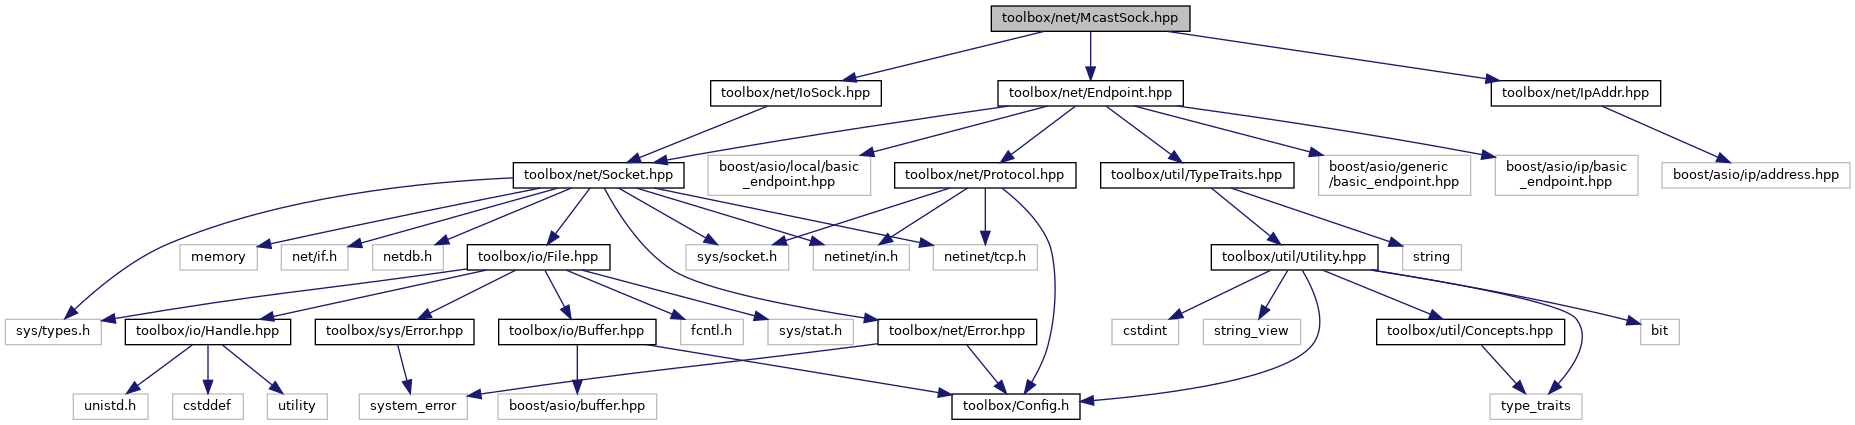 toolbox/net/McastSock.hpp
toolbox/net/IoSock.hpp
toolbox/net/Endpoint.hpp
toolbox/net/IpAddr.hpp
toolbox/net/Socket.hpp
boost/asio/local/basic
_endpoint.hpp
toolbox/net/Protocol.hpp
toolbox/util/TypeTraits.hpp
boost/asio/generic
/basic_endpoint.hpp
boost/asio/ip/basic
_endpoint.hpp
boost/asio/ip/address.hpp
memory
net/if.h
netdb.h
toolbox/io/File.hpp
sys/socket.h
netinet/in.h
netinet/tcp.h
toolbox/util/Utility.hpp
string
sys/types.h
toolbox/io/Handle.hpp
toolbox/sys/Error.hpp
toolbox/io/Buffer.hpp
fcntl.h
sys/stat.h
toolbox/net/Error.hpp
cstdint
string_view
toolbox/util/Concepts.hpp
bit
unistd.h
cstddef
utility
system_error
boost/asio/buffer.hpp
toolbox/Config.h
type_traits